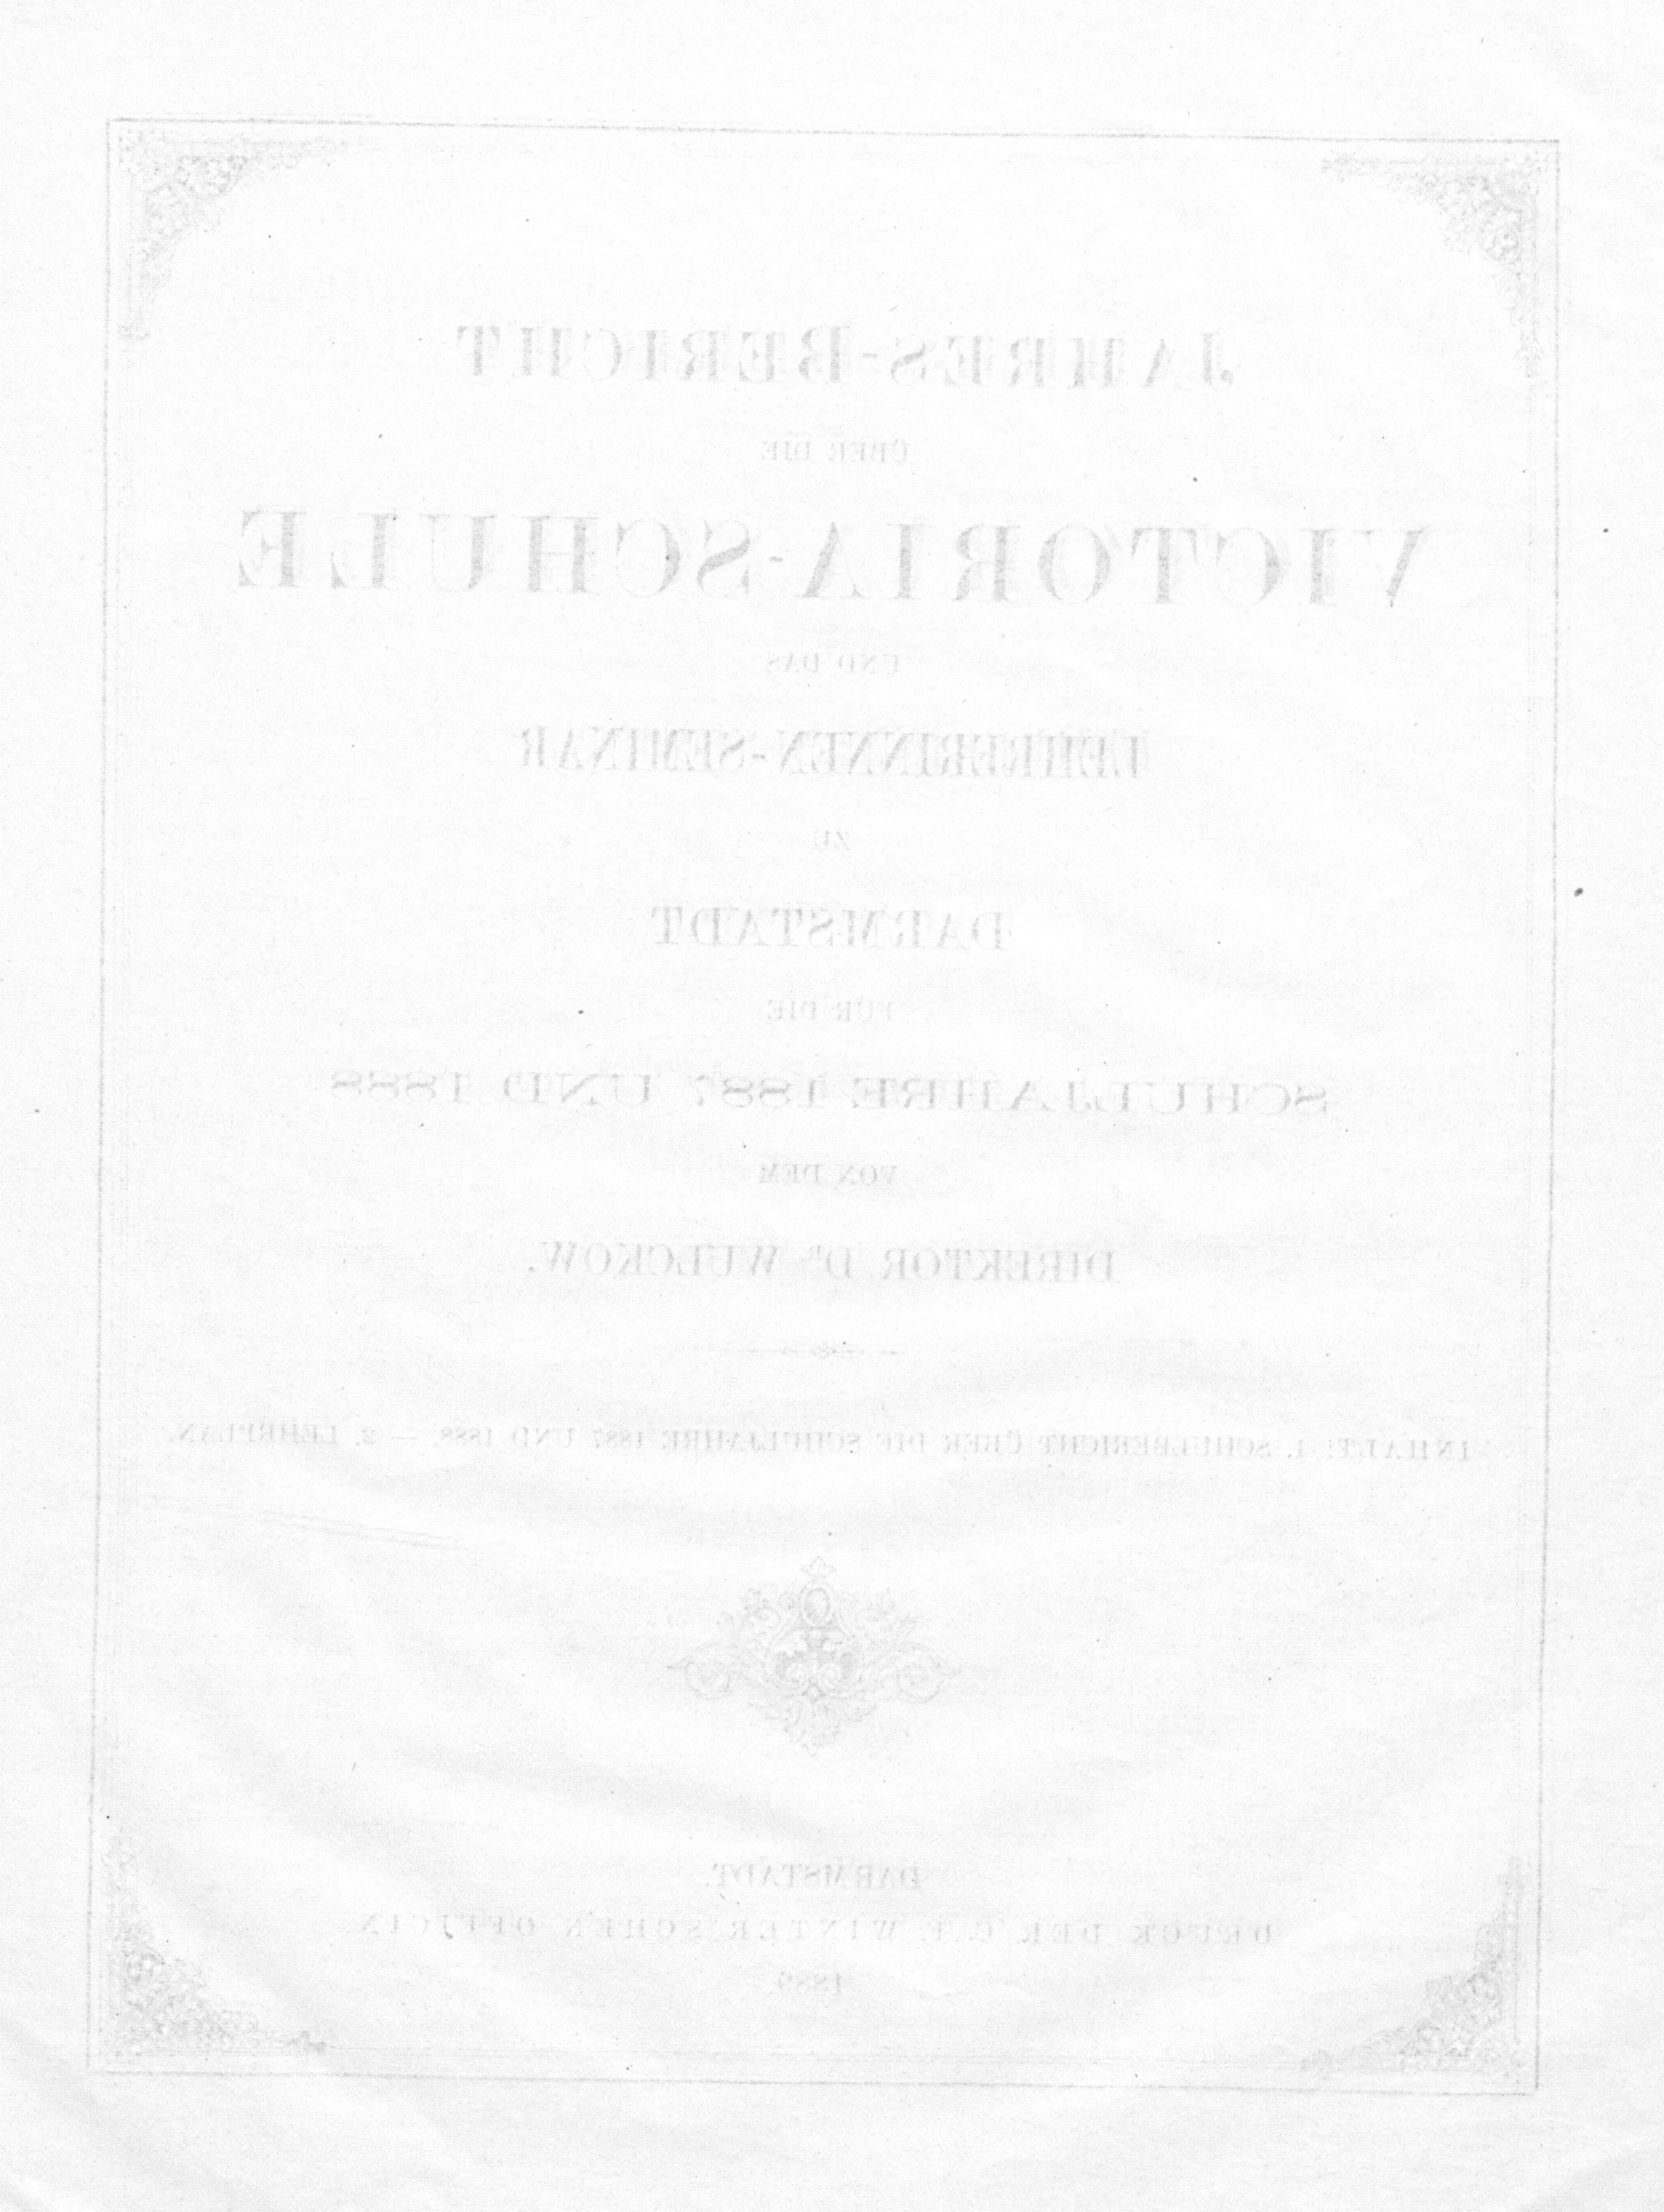 JAHRES-BERICHT
ÜBER DIE
VICTORIA-SCHULE
UND DAS
LEHRERINNEN-SEMINAR
ZU
DARMSTADT
FÜR DIE
SCHULJAHRE 1887 UND 1888
VON DEM
DIREKTOR Dr. WULCKOW.
INHALT: 1. SCHULBERICHT ÜBER DIE SCHULJAHRE 1887 UND 1888. — 2. LEHRPLAN.
DARMSTADT.
DRUCK DER C. F. WINTER'SCHEN OFFICIN
1889